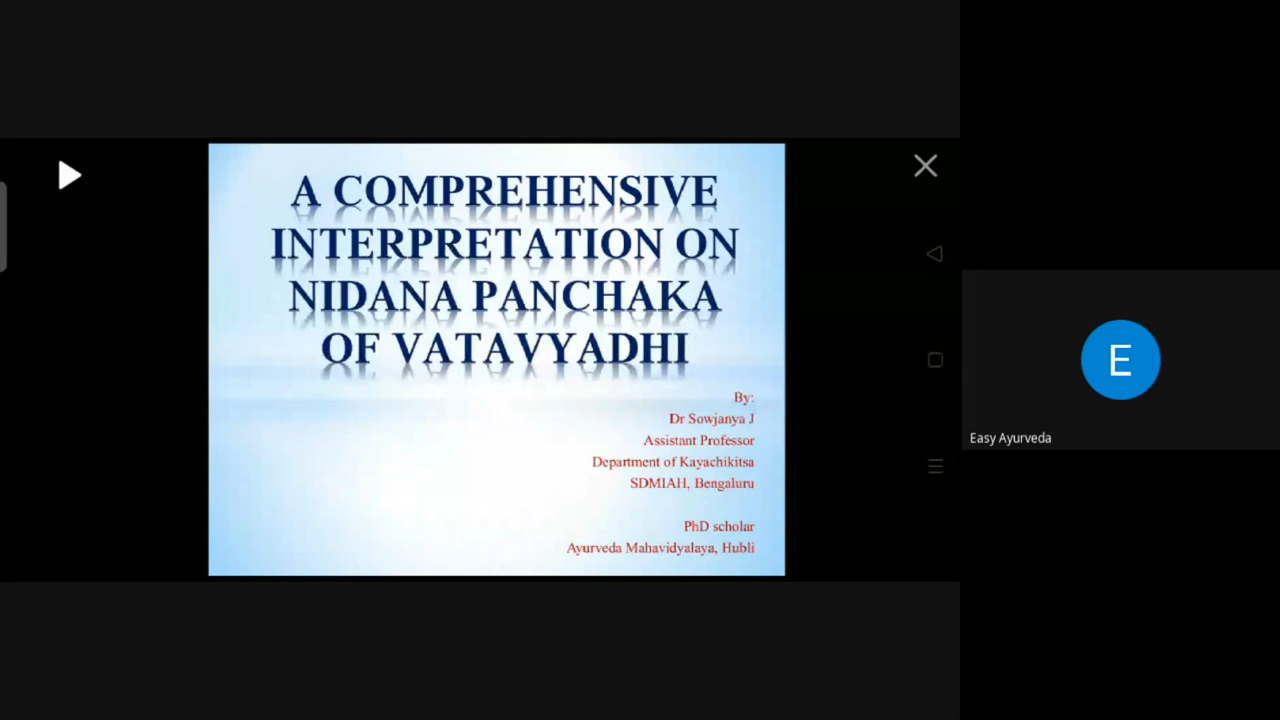 A COMPREHENSIVE
INTERPRETATION ON
NIDANA PANCHAKA
OF VATAVYADHI
By:
Dr Sowjanya J
Assistant Professor
Department of Kayachikitsa
SDMIAH, Bengaluru
PhD scholar
Ayurveda Mahavidyalaya, Hubli
E
Easy Ayurveda